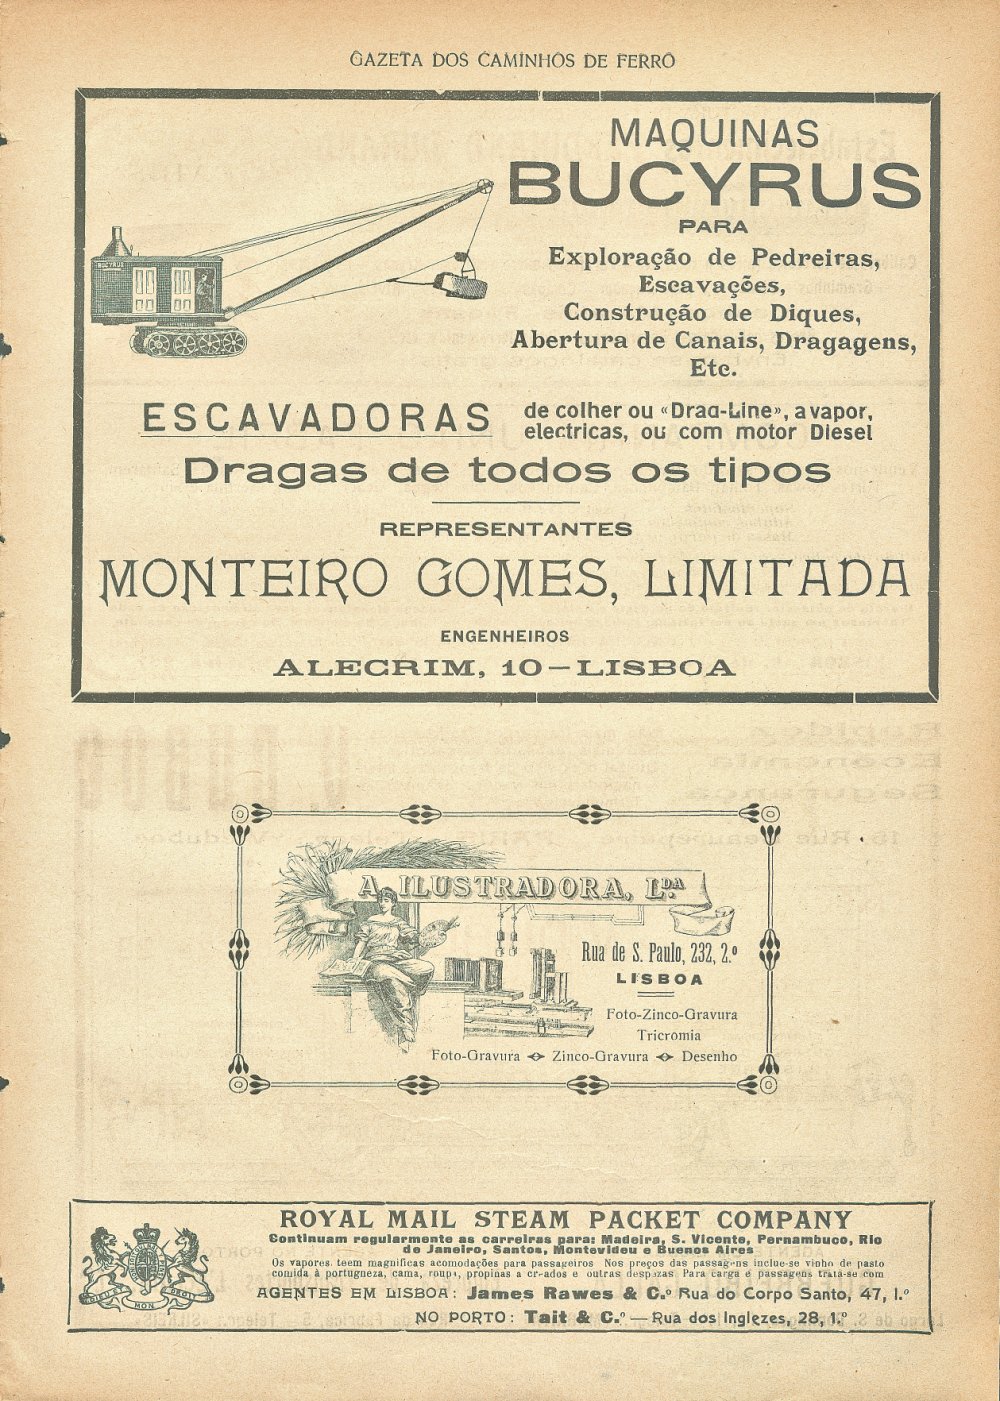 GAZETA DOS CAMINHOS DE FERRO
MAQUINAS
BUCYRUS
PARA
Exploração de Pedreiras,
Escavações,
Construção de Diques,
Abertura de Canais, Dragagens,
Etc.
BUCYRUS
ESCAVADORAS
de colher ou «Drag-Line», a vapor,
electricas, ou com motor Diesel
Dragas de todos os tipos
REPRESENTANTES
MONTEIRO GOMES, LIMITADA
ENGENHEIROS
ALECRIM, 10—LISBOA
A ILUSTRADORA, L.DA
Rua de S. Paulo, 232, 2.º
LISBOA
Foto-Zinco-Gravura
Tricromia
Foto-Gravura Zinco-Gravura Desenho
ROYAL MAIL STEAM PACKET COMPANY
Continuam regularmente as carreiras para: Madeira, S. Vicente, Pernambuco, Rio
de Janeiro, Santos, Montevideu e Buenos Aires
Os vapores teem magnificas acomodações para passageiros Nos preços das passag-ns inclue-se vinho de pasto
comida á portugueza, cama, roupa, propinas a cr-ados e outras despezas Para carga e passagens trata-se com
AGENTES EM LISBOA: James Rawes & C.º Rua do Corpo Santo, 47, 1.º
NO PORTO: Tait & C.º—Rua dos Inglezes, 28, 1.º